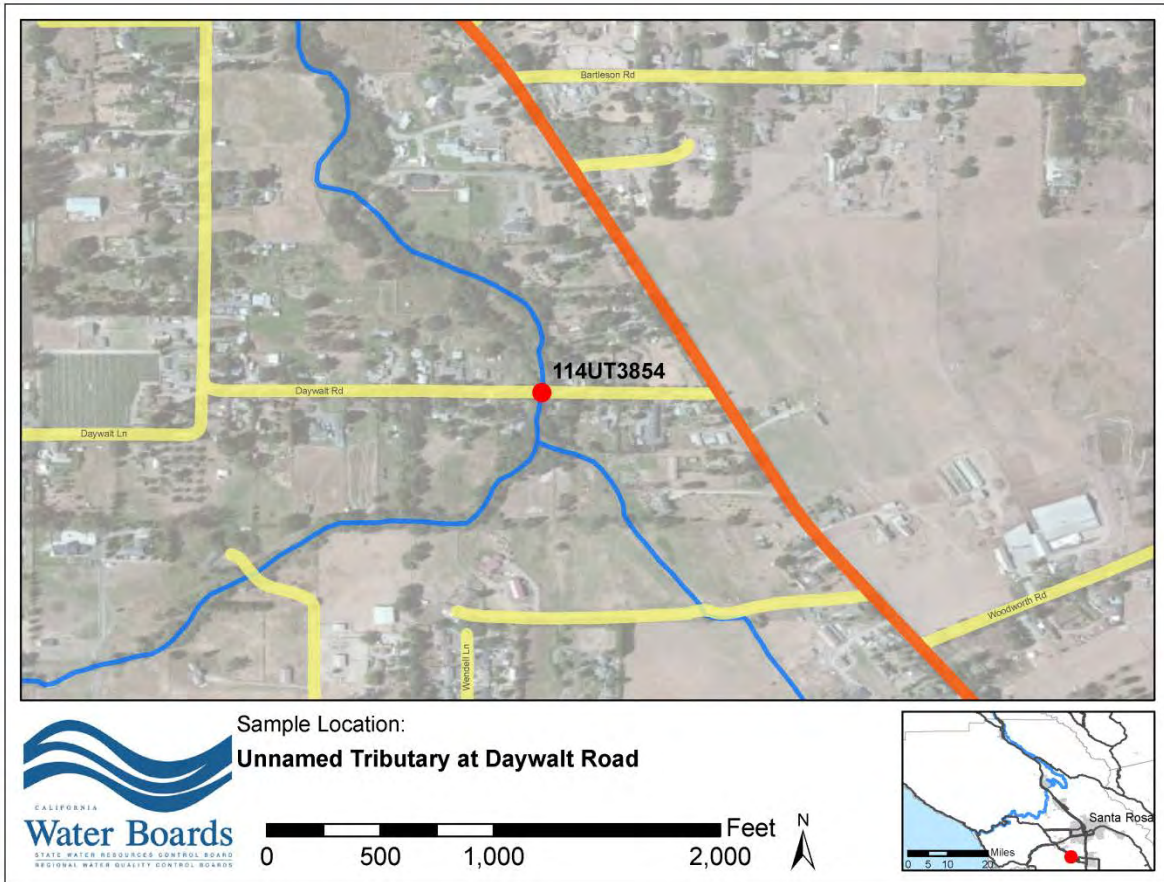 Bartleson Rd
114UT3854
Daywalt Rd
Daywalt Ln
Woodworth Rd
Wendell Ln
Sample Location:
Unnamed Tributary at Daywalt Road
CALIFORNIA
Water Boards
STATE WATER RESOURCES CONTROL BOARD
REGIONAL WATER QUALITY CONTROL BOARDS
Feet
0 500 1,000 2,000
N
Santa Rosa
Miles
0 5 10 20